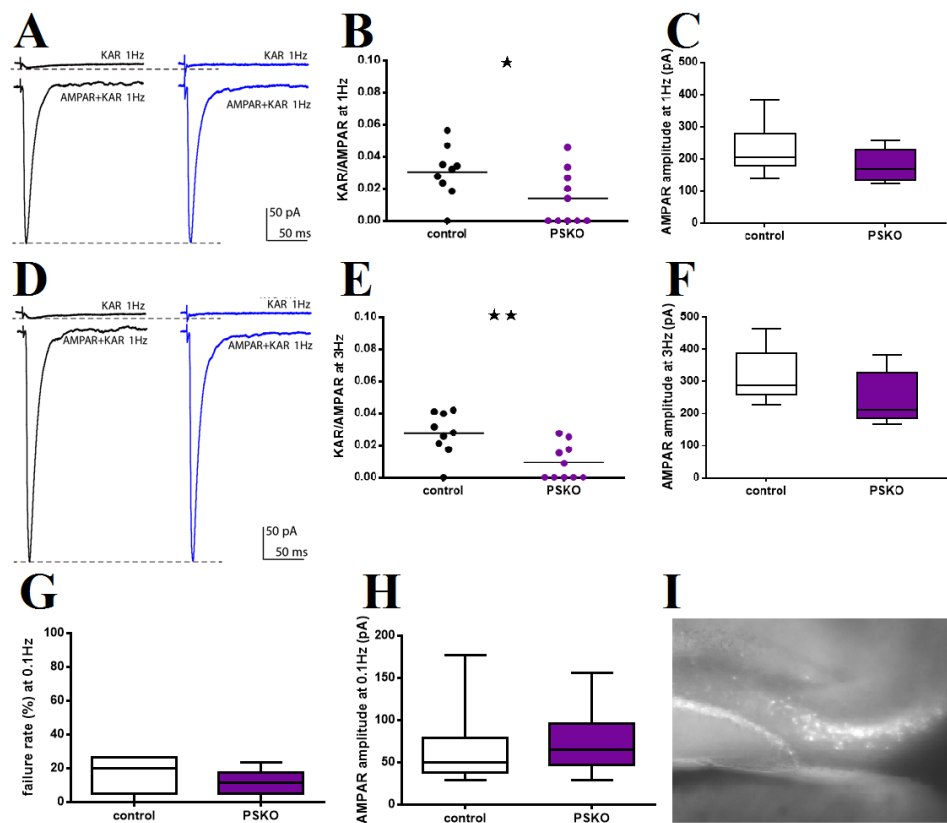 A
KAR 1Hz
KAR 1Hz
AMPAR+KAR 1Hz
AMPAR+KAR 1Hz
50 pA
50 ms
B
KAR/AMPAR at 1Hz
0.10
0.08
0.06
0.04
0.02
0.00
control
PSKO
C
AMPAR amplitude at 1Hz (pA)
500
400
300
200
100
0
control
PSKO
D
KAR 1Hz
KAR 1Hz
AMPAR+KAR 1Hz
AMPAR+KAR 1Hz
50 pA
50 ms
E
KAR/AMPAR at 3Hz
0.10
0.08
0.06
0.04
0.02
0.00
control
PSKO
F
AMPAR amplitude at 3Hz (pA)
500
400
300
200
100
0
control
PSKO
G
failure rate (%) at 0.1Hz
100
80
60
40
20
0
control
PSKO
H
AMPAR amplitude at 0.1Hz (pA)
200
150
100
50
0
control
PSKO
I